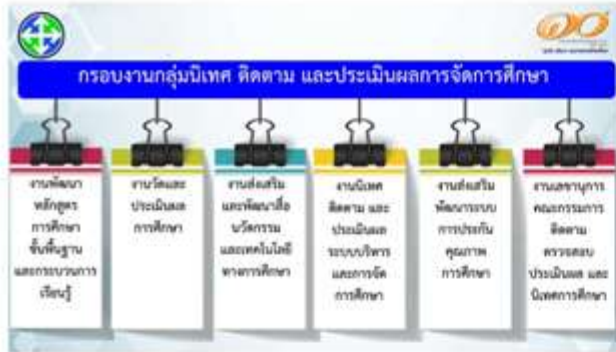 กรอบงานกลุ่มนิเทศ ติดตาม และประเมินผลการจัดการศึกษา
งานพัฒนา
หลักสูตร
การศึกษา
ขั้นพื้นฐาน
และกระบวนการ
เรียนรู้
งานวัดและ
ประเมินผล
การศึกษา
งานส่งเสริม
และพัฒนาสื่อ
นวัตกรรม
และเทคโนโลยี
ทางการศึกษา
งานนิเทศ
ติดตาม และ
ประเมินผล
ระบบบริหาร
และการจัด
การศึกษา
งานส่งเสริม
พัฒนาระบบ
การประกัน
คุณภาพ
การศึกษา
งานเลขานุการ
คณะกรรมการ
ติดตาม
ตรวจสอบ
ประเมินผล และ
นิเทศการศึกษา